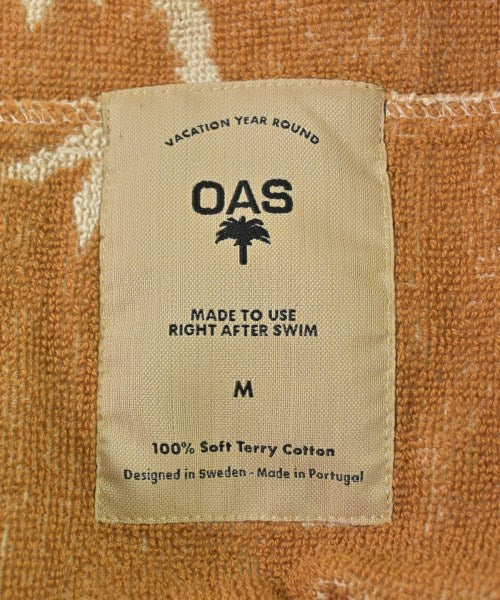 VACATION YEAR ROUND
OAS
MADE TO USE
RIGHT AFTER SWIM
M
100% Soft Terry Cotton
Designed in Sweden - Made in Portugal